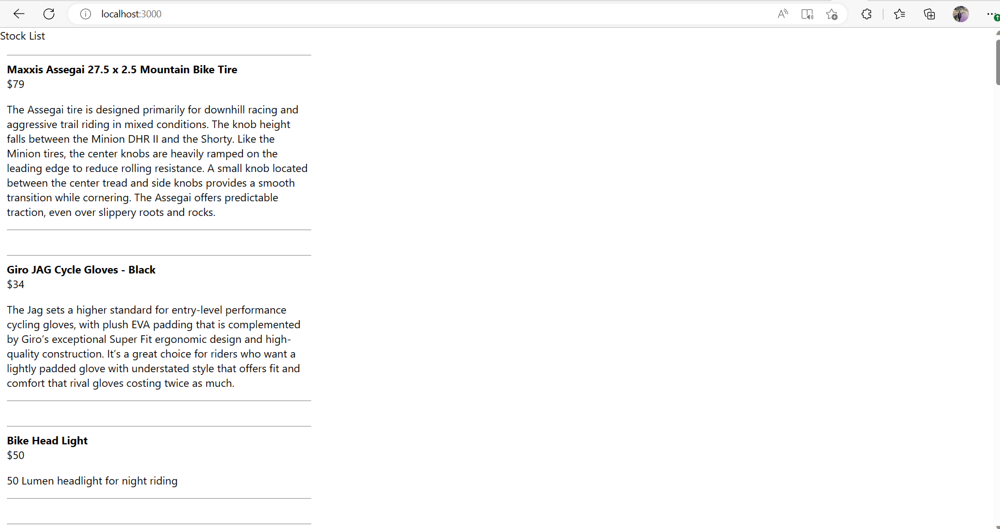 localhost:3000
Stock List
Maxxis Assegai 27.5 x 2.5 Mountain Bike Tire
$79
The Assegai tire is designed primarily for downhill racing and
aggressive trail riding in mixed conditions. The knob height
falls between the Minion DHR II and the Shorty. Like the
Minion tires, the center knobs are heavily ramped on the
leading edge to reduce rolling resistance. A small knob located
between the center tread and side knobs provides a smooth
transition while cornering. The Assegai offers predictable
traction, even over slippery roots and rocks.
Giro JAG Cycle Gloves - Black
$34
The Jag sets a higher standard for entry-level performance
cycling gloves, with plush EVA padding that is complemented
by Giro’s exceptional Super Fit ergonomic design and high-
quality construction. It’s a great choice for riders who want a
lightly padded glove with understated style that offers fit and
comfort that rival gloves costing twice as much.
Bike Head Light
$50
50 Lumen headlight for night riding